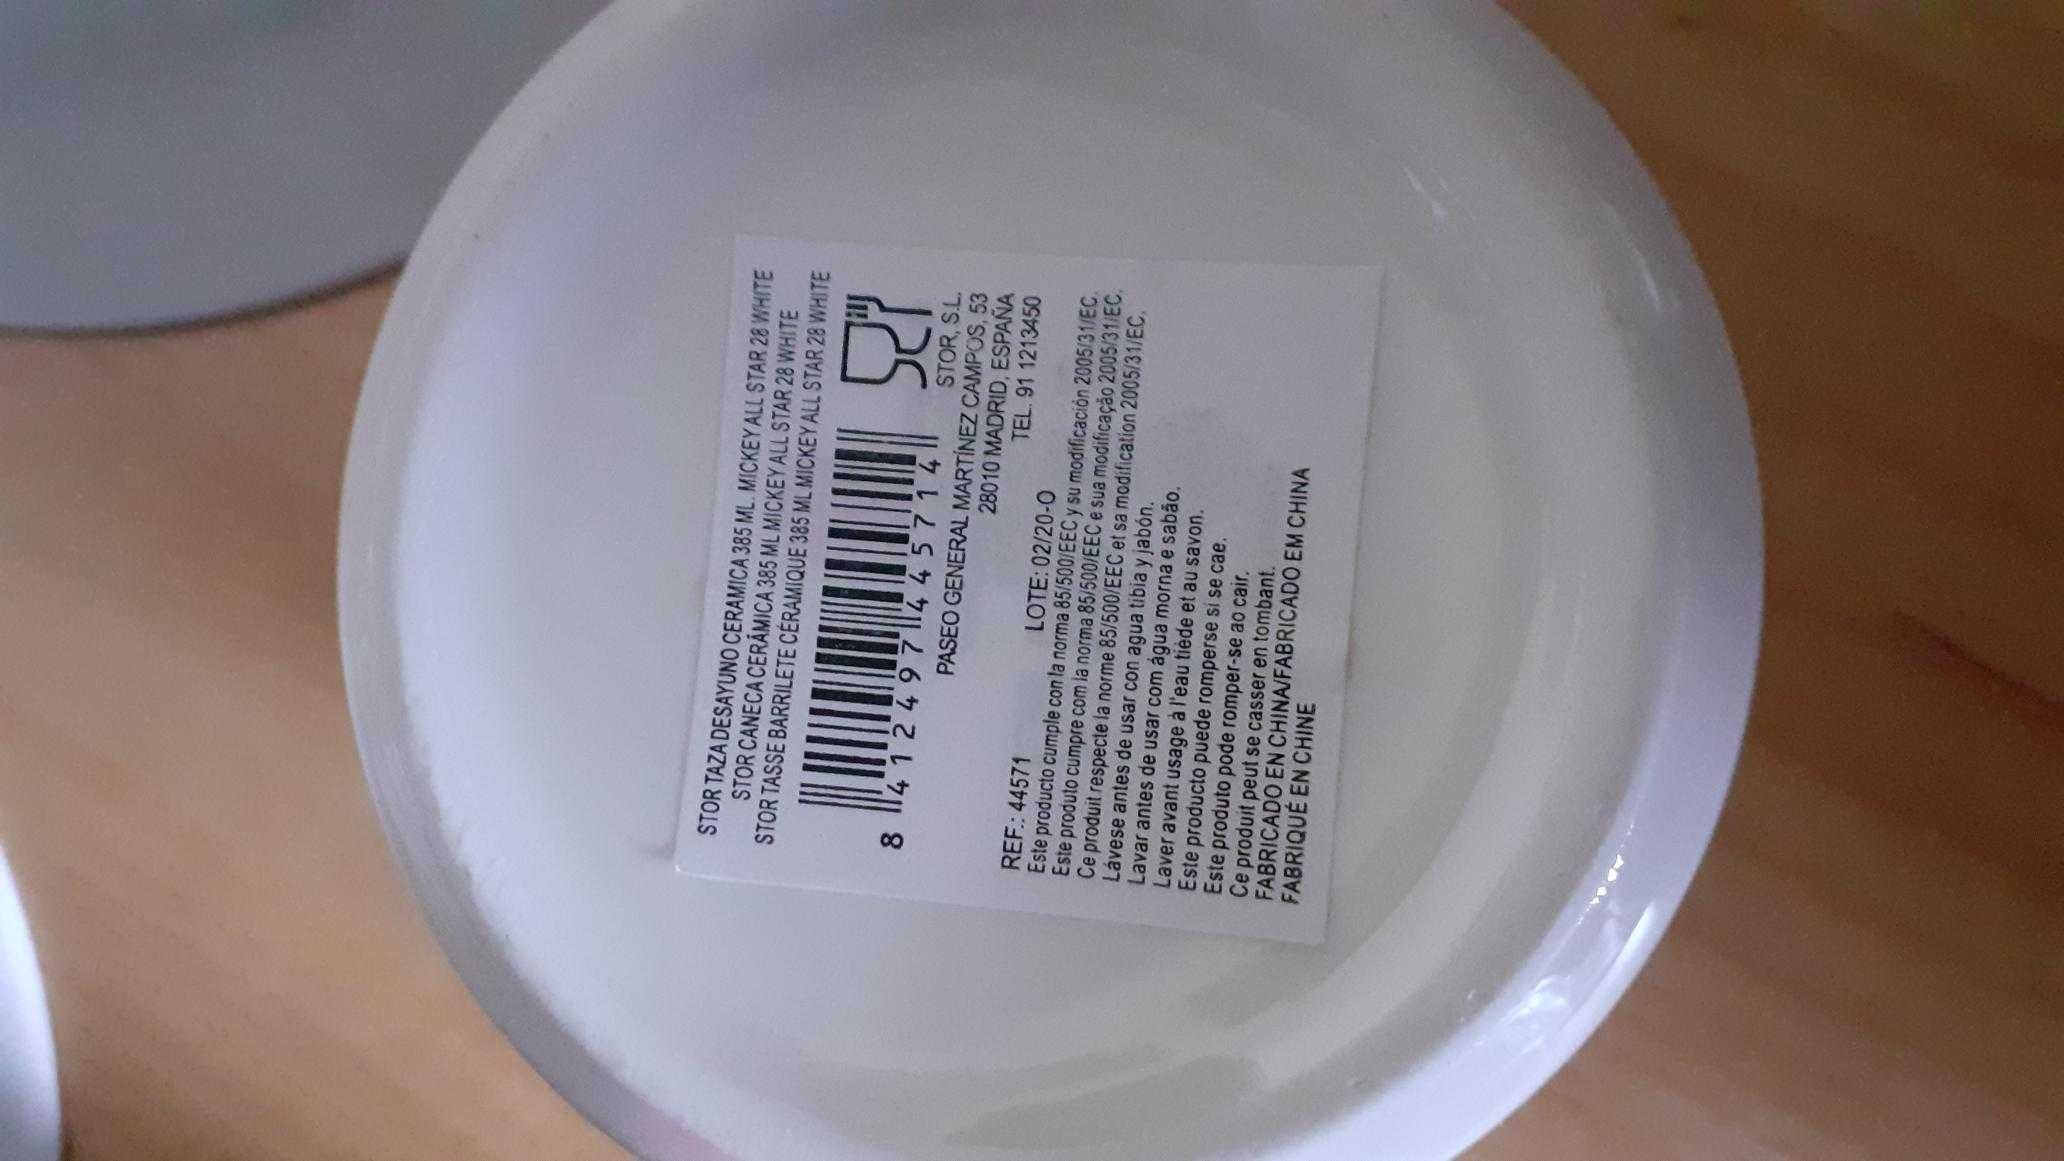 STOR TAZA DESAYUNO CERAMICA 385 ML. MICKEY ALL STAR 28 WHITE
STOR CANECA CERÁMICA 385 ML MICKEY ALL STAR 28 WHITE
STOR TASSE BARRILETE CÉRAMIQUE 385 ML MICKEY ALL STAR 28 WHITE
8 412497 445714
STOR, S.L.
PASEO GENERAL MARTÍNEZ CAMPOS, 53
28010 MADRID, ESPAÑA
TEL. 91 1213450
REF.: 44571 LOTE: 02/20-O
Este producto cumple con la norma 85/500/EEC y su modificación 2005/31/EC.
Este produto cumpre com la norma 85/500/EEC e sua modificação 2005/31/EC.
Ce produit respecte la norme 85/500/EEC et sa modification 2005/31/EC.
Lávese antes de usar con agua tibia y jabón.
Lavar antes de usar com água morna e sabão.
Laver avant usage à l'eau tiède et au savon.
Este producto puede romperse si se cae.
Este produto pode romper-se ao cair.
Ce produit peut se casser en tombant.
FABRICADO EN CHINA/FABRICADO EM CHINA
FABRIQUÉ EN CHINE